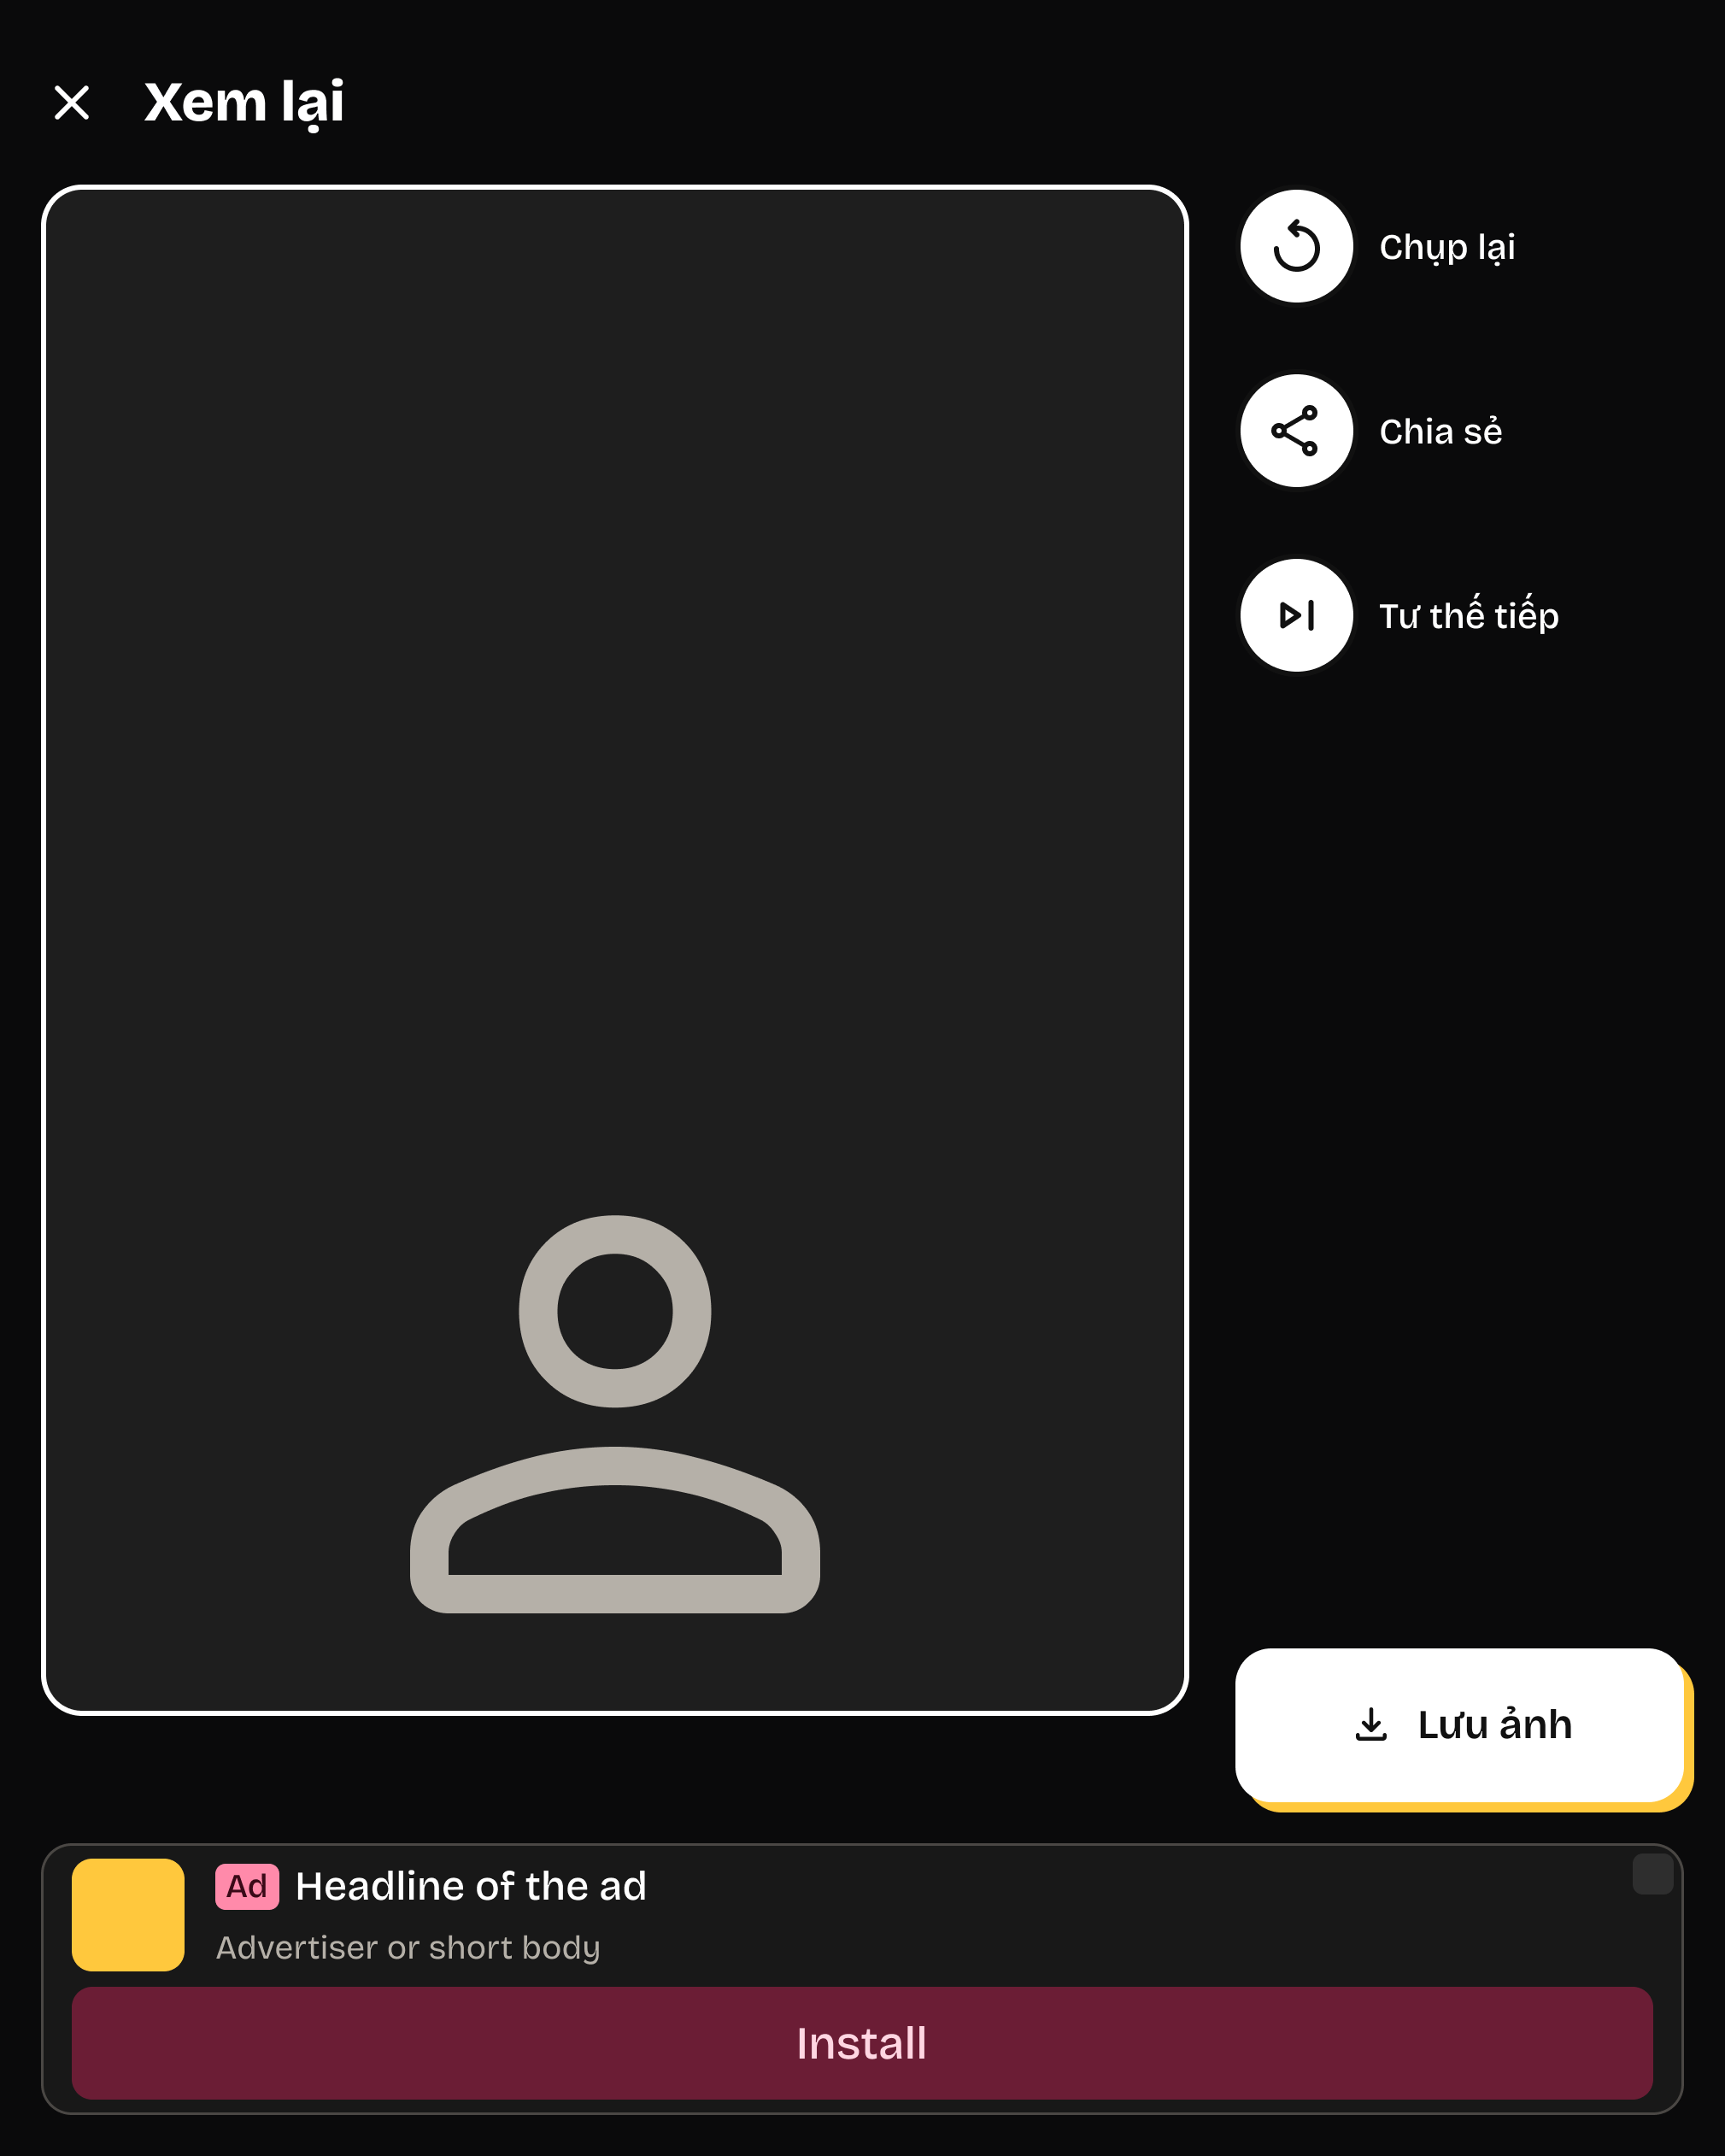 Xem lại
Chụp lại
Chia sẻ
Tư thế tiếp
Lưu ảnh
Ad Headline of the ad
Advertiser or short body
Install